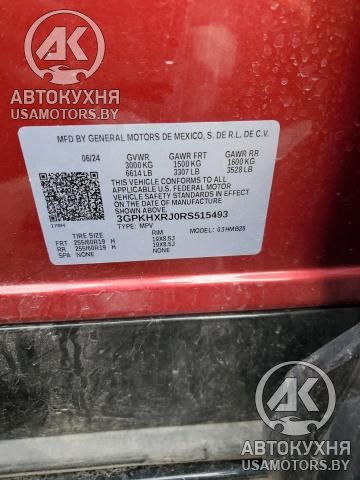 АК
АВТОКУХНЯ
USAMOTORS.BY
MFD BY GENERAL MOTORS DE MEXICO, S. DE R.L. DE C.V.
06/24 GVWR GAWR FRT GAWR RR
3000 KG 1500 KG 1600 KG
6614 LB 3307 LB 3528 LB
THIS VEHICLE CONFORMS TO ALL
APPLICABLE U.S. FEDERAL MOTOR
VEHICLE SAFETY STANDARDS IN EFFECT
ON THE DATE OF MANUFACTURE
SHOWN ABOVE.
3GPKHXRJ0RS515493
178H TYPE: MPV MODEL: 03HMB26
TIRE SIZE RIM
FRT 255/60R19 H 19X8.5J
RR 255/60R19 H 19X8.5J
SPA NONE NONE
АК
АВТОКУХНЯ
USAMOTORS.BY